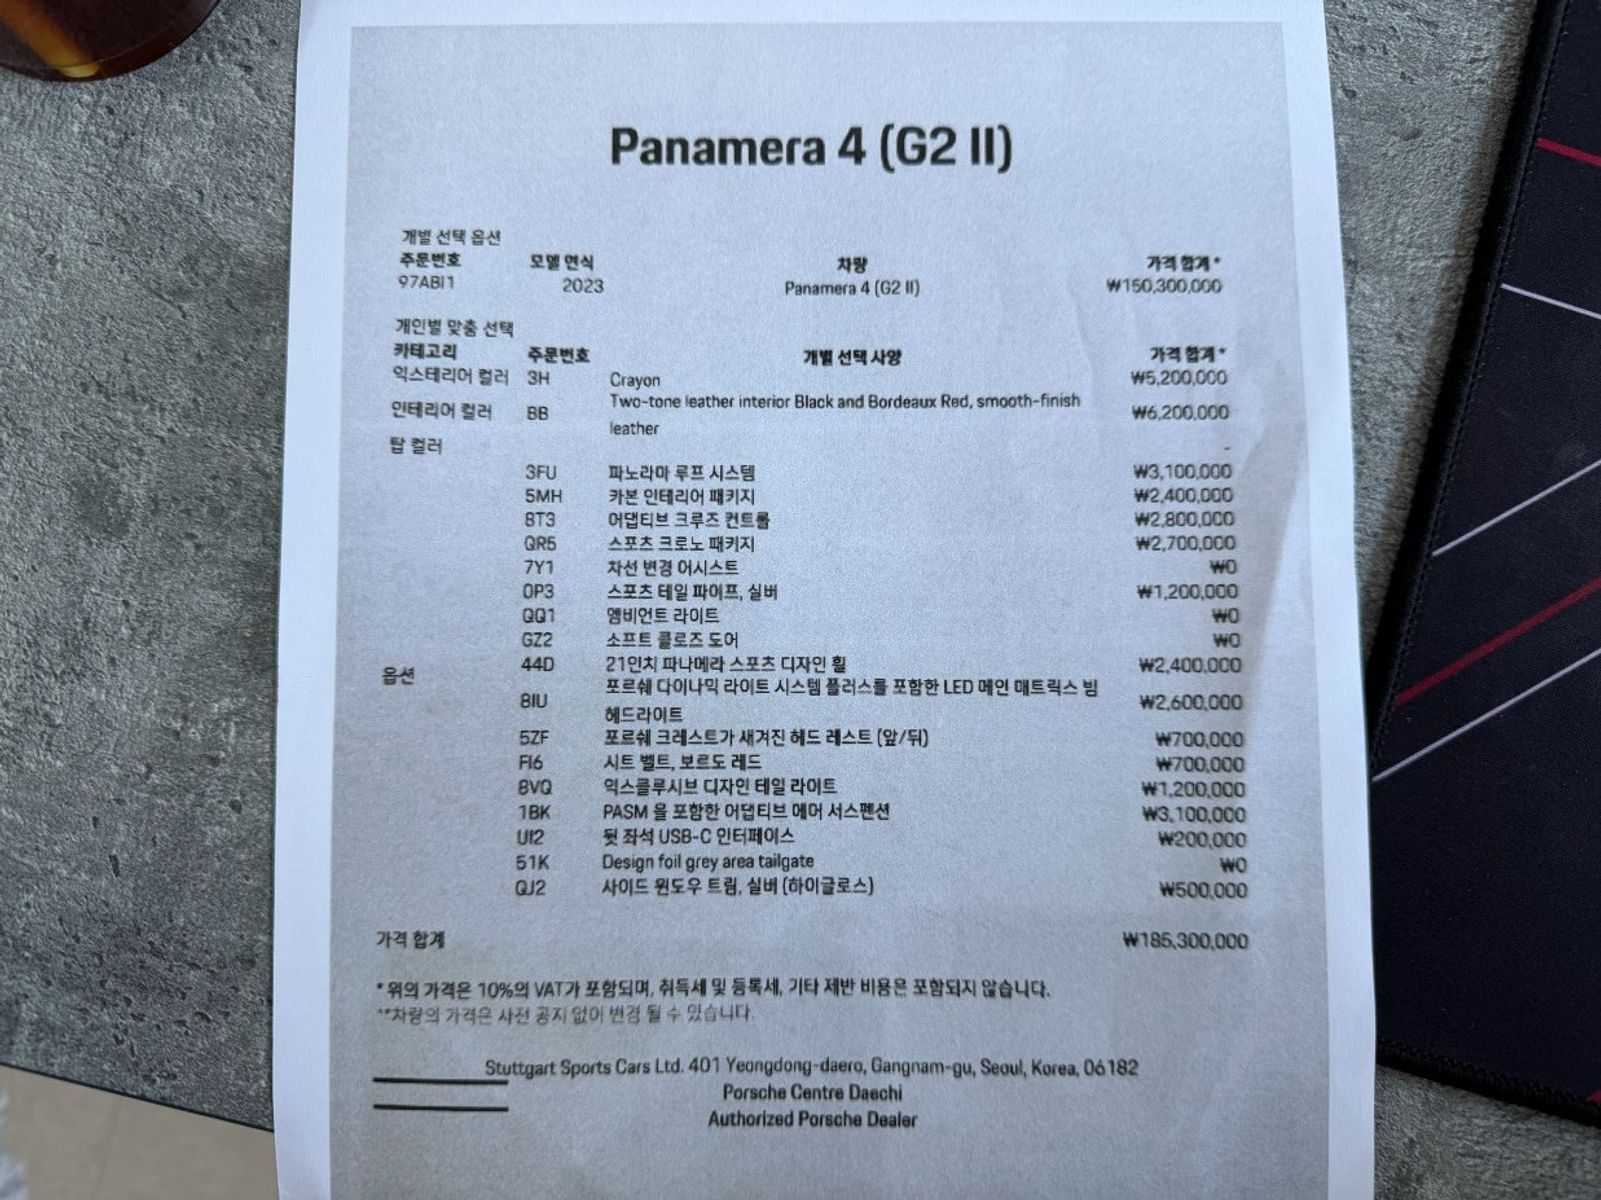 Panamera 4 (G2 II)
개별 선택 옵션
주문번호 모델 연식 차량 가격 합계 *
97ABI1 2023 Panamera 4 (G2 II) ₩150,300,000
개인별 맞춤 선택
카테고리 주문번호 개별 선택 사양 가격 합계 *
익스테리어 컬러 3H Crayon ₩5,200,000
인테리어 컬러 BB Two-tone leather interior Black and Bordeaux Red, smooth-finish ₩6,200,000
leather
탑 컬러 -
3FU 파노라마 루프 시스템 ₩3,100,000
5MH 카본 인테리어 패키지 ₩2,400,000
8T3 어댑티브 크루즈 컨트롤 ₩2,800,000
QR5 스포츠 크로노 패키지 ₩2,700,000
7Y1 차선 변경 어시스트 ₩0
0P3 스포츠 테일 파이프, 실버 ₩1,200,000
QQ1 앰비언트 라이트 ₩0
GZ2 소프트 클로즈 도어 ₩0
옵션 44D 21인치 파나메라 스포츠 디자인 휠 ₩2,400,000
8IU 포르쉐 다이나믹 라이트 시스템 플러스를 포함한 LED 메인 매트릭스 빔 ₩2,600,000
헤드라이트
5ZF 포르쉐 크레스트가 새겨진 헤드 레스트 (앞/뒤) ₩700,000
FI6 시트 벨트, 보르도 레드 ₩700,000
8VQ 익스클루시브 디자인 테일 라이트 ₩1,200,000
1BK PASM 을 포함한 어댑티브 에어 서스펜션 ₩3,100,000
UI2 뒷 좌석 USB-C 인터페이스 ₩200,000
51K Design foil grey area tailgate ₩0
QJ2 사이드 윈도우 트림, 실버 (하이글로스) ₩500,000
가격 합계 ₩185,300,000
* 위의 가격은 10%의 VAT가 포함되며, 취득세 및 등록세, 기타 제반 비용은 포함되지 않습니다.
**차량의 가격은 사전 공지 없이 변경 될 수 있습니다.
Stuttgart Sports Cars Ltd. 401 Yeongdong-daero, Gangnam-gu, Seoul, Korea, 06182
Porsche Centre Daechi
Authorized Porsche Dealer